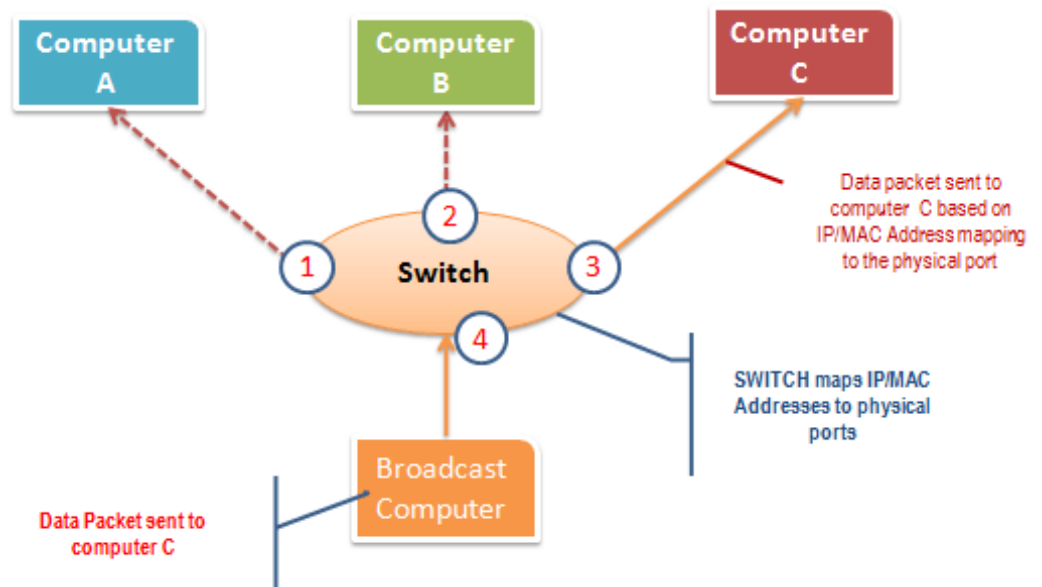 Computer
A
Computer
B
Computer
C
Data packet sent to
computer C based on
IP/MAC Address mapping
to the physical port
2
1
Switch
3
4
SWITCH maps IP/MAC
Addresses to physical
ports
Broadcast
Computer
Data Packet sent to
computer C